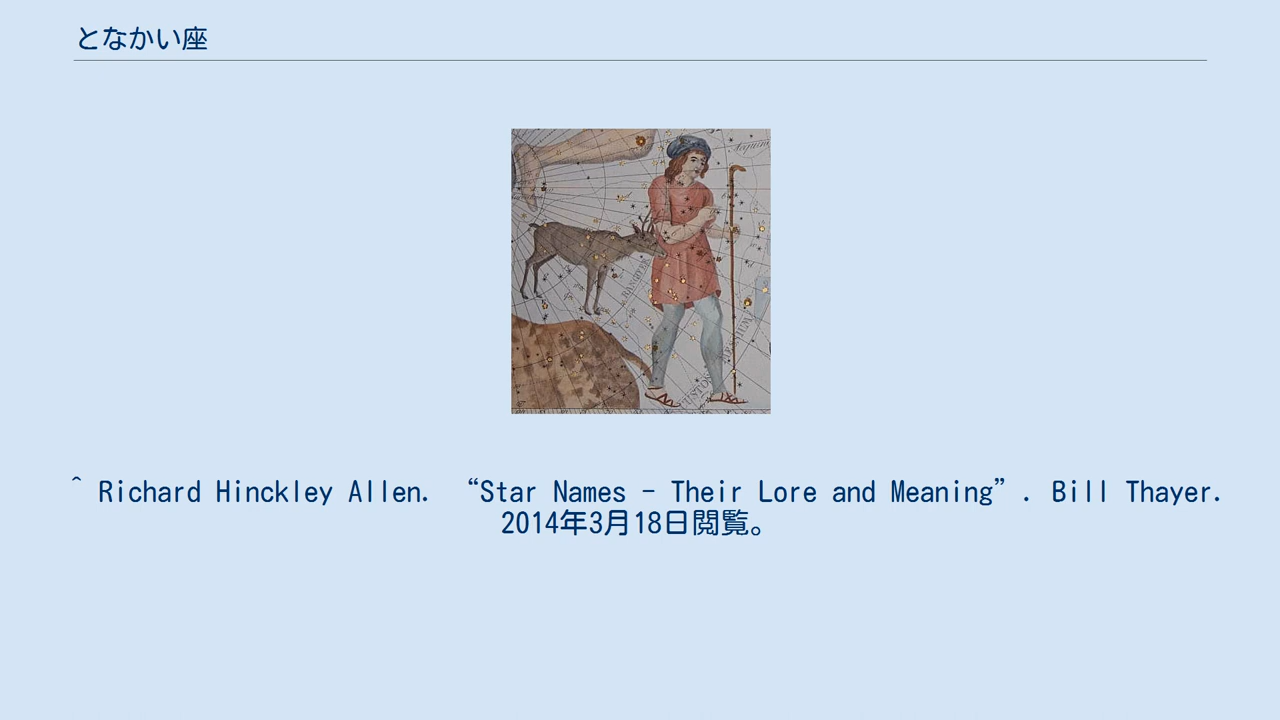 となかい座
RANGIFER
^ Richard Hinckley Allen. “Star Names - Their Lore and Meaning”. Bill Thayer.
2014年3月18日閲覧。